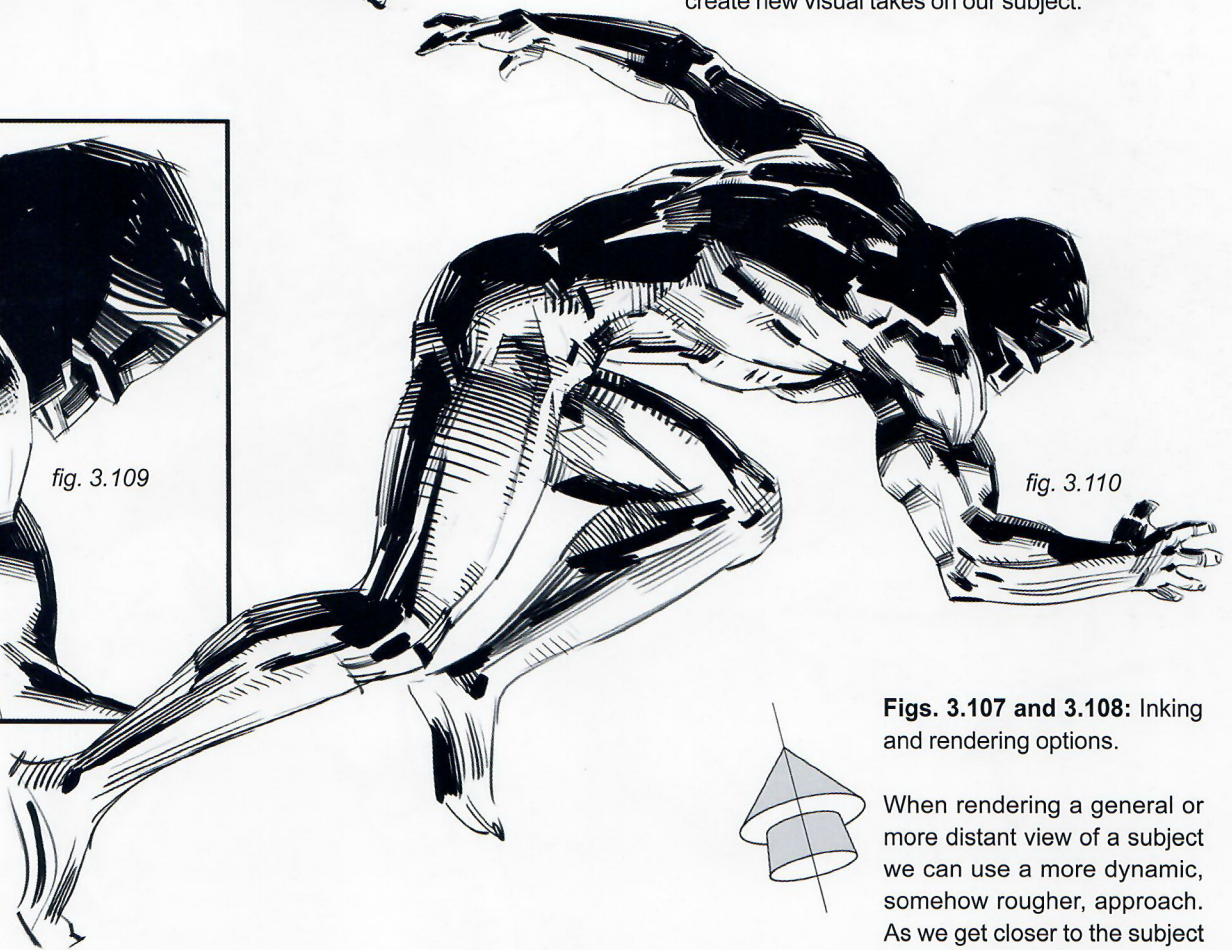 create new visual takes on our subject.
fig. 3.109
fig. 3.110
Figs. 3.107 and 3.108: Inking
and rendering options.
When rendering a general or
more distant view of a subject
we can use a more dynamic,
somehow rougher, approach.
As we get closer to the subject